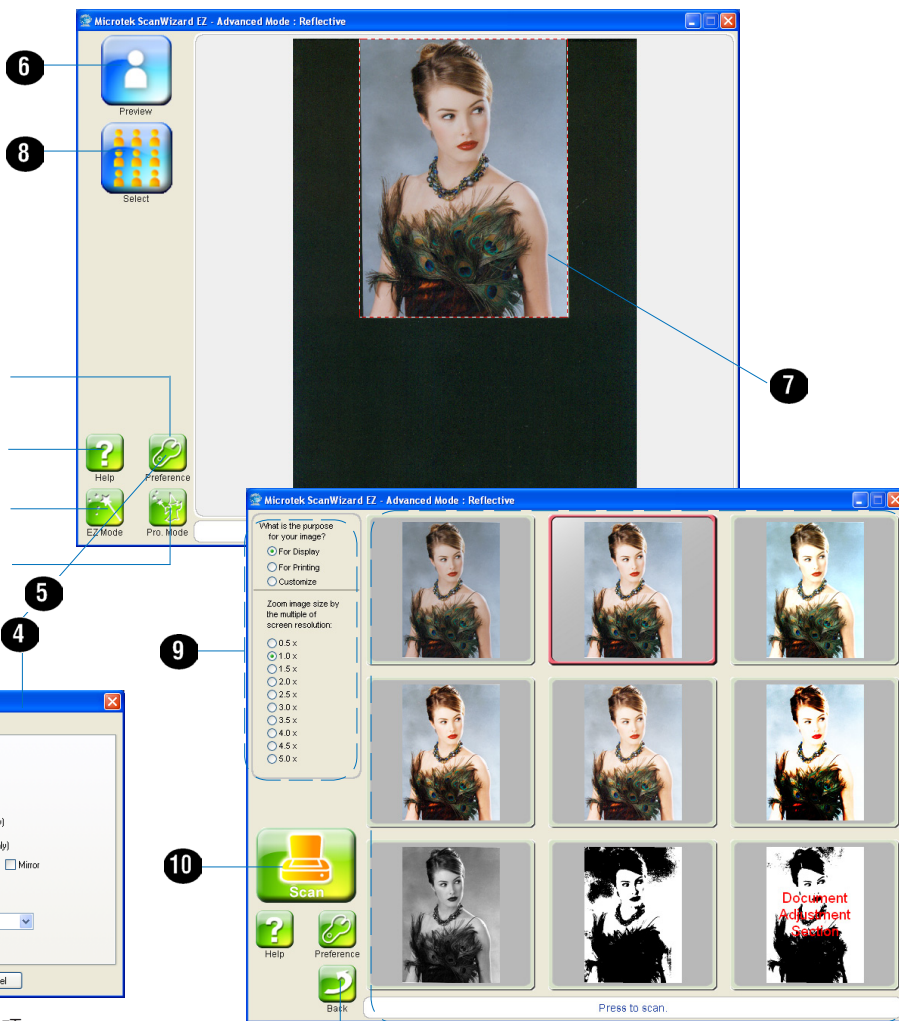 Microtek ScanWizard EZ - Advanced Mode : Reflective
6
Preview
8
Select
7
Help
Preference
EZ Mode
Pro. Mode
5
4
Mirror
Microtek ScanWizard EZ - Advanced Mode : Reflective
What is the purpose
for your image?
For Display
For Printing
Customize
Zoom image size by
the multiple of
screen resolution:
0.5 x
1.0 x
1.5 x
2.0 x
2.5 x
3.0 x
3.5 x
4.0 x
4.5 x
5.0 x
9
10
Scan
Help
Preference
Back
Document
Adjustment
Section
Press to scan.